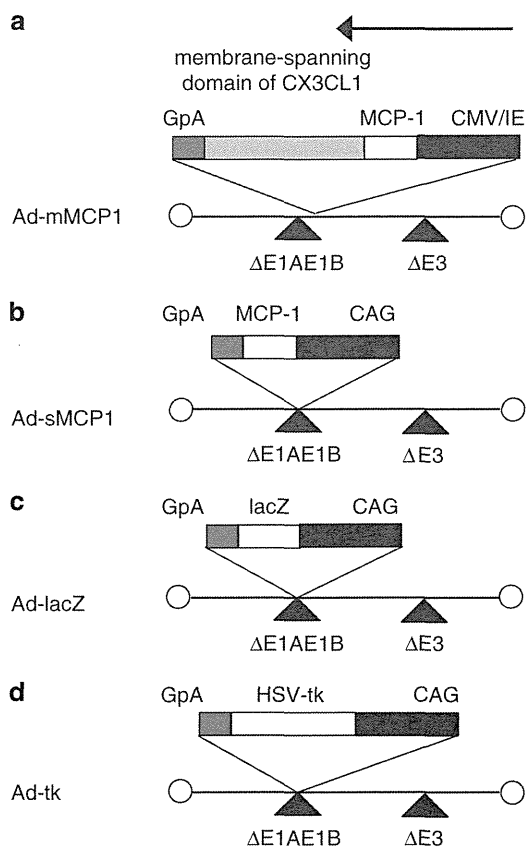 a
membrane-spanning
domain of CX3CL1
GpA MCP-1 CMV/IE
Ad-mMCP1
ΔE1AE1B ΔE3
b
GpA MCP-1 CAG
Ad-sMCP1
ΔE1AE1B ΔE3
c
GpA lacZ CAG
Ad-lacZ
ΔE1AE1B ΔE3
d
GpA HSV-tk CAG
Ad-tk
ΔE1AE1B ΔE3